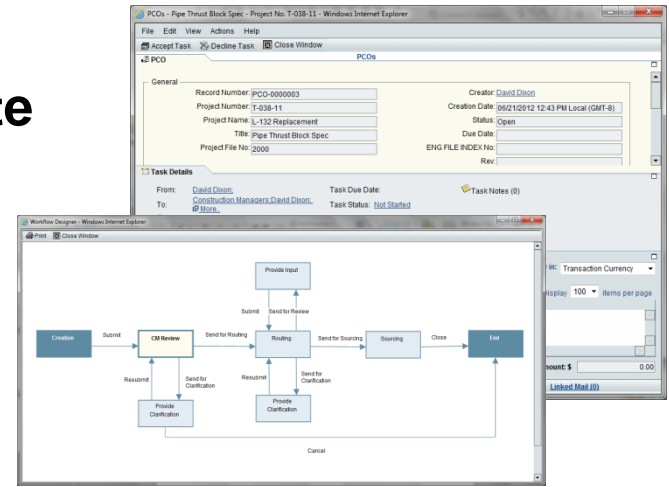 PCOs - Pipe Thrust Block Spec - Project No. T-038-11 - Windows Internet Explorer
File Edit View Actions Help
Accept Task Decline Task Close Window
PCO PCOs
te
General
Record Number: PCO-0000003 Creator: David Dixon
Project Number: T-038-11 Creation Date: 06/21/2012 12:43 PM Local (GMT-8)
Project Name: L-132 Replacement Status: Open
Title: Pipe Thrust Block Spec Due Date:
Project File No: 2000 ENG FILE INDEX No:
Rev:
Task Details
From: David Dixon; Task Due Date: Task Notes (0)
To: Construction Managers;David Dixon; Task Status: Not Started
More..
Workflow Designer - Windows Internet Explorer
Print Close Window
in: Transaction Currency
display 100 items per page
mount: $ 0.00
Linked Mail (0)
Provide Input
Submit Send for Review
Creation Submit CM Review Send for Routing Routing Send for Sourcing Sourcing Close End
Resubmit Send for Clarification Resubmit Send for Clarification
Provide Clarification Provide Clarification
Cancel